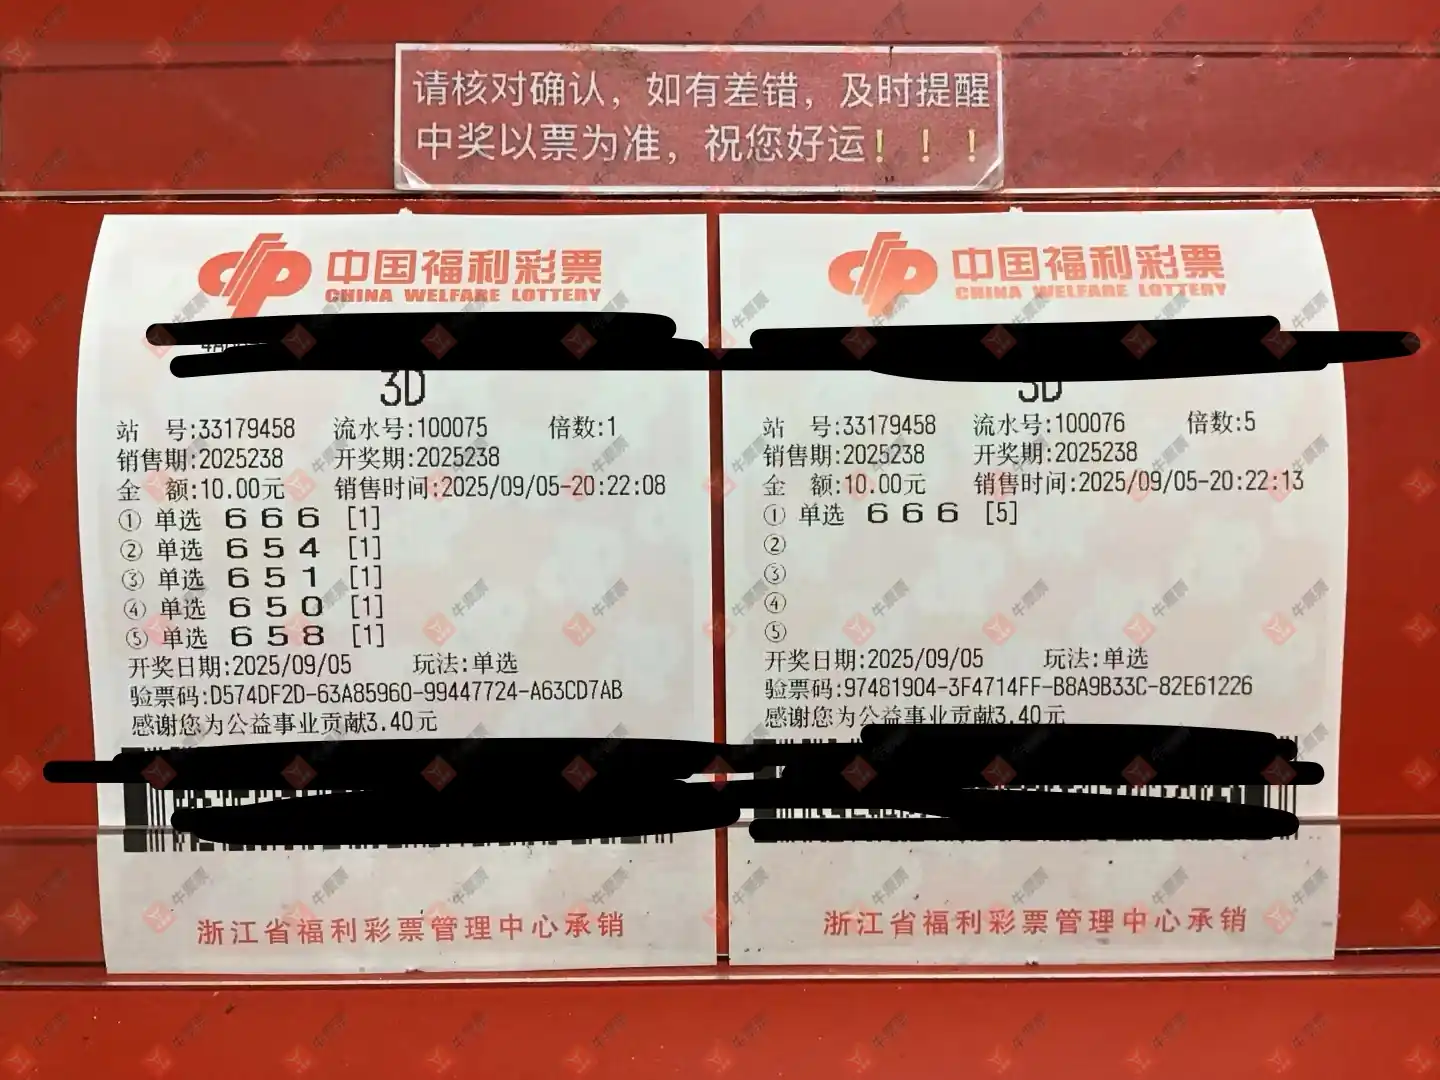 请核对确认，如有差错，及时提醒
中奖以票为准，祝您好运！！！
中国福利彩票
CHINA WELFARE LOTTERY
3D
站 号:33179458 流水号:100075 倍数:1
销售期:2025238 开奖期:2025238
金 额:10.00元 销售时间:2025/09/05-20:22:08
① 单选 6 6 6 [1]
② 单选 6 5 4 [1]
③ 单选 6 5 1 [1]
④ 单选 6 5 0 [1]
⑤ 单选 6 5 8 [1]
开奖日期:2025/09/05 玩法:单选
验票码:D574DF2D-63A85960-99447724-A63CD7AB
感谢您为公益事业贡献3.40元
浙江省福利彩票管理中心承销
中国福利彩票
CHINA WELFARE LOTTERY
3D
站 号:33179458 流水号:100076 倍数:5
销售期:2025238 开奖期:2025238
金 额:10.00元 销售时间:2025/09/05-20:22:13
① 单选 6 6 6 [5]
②
③
④
⑤
开奖日期:2025/09/05 玩法:单选
验票码:97481904-3F4714FF-B8A9B33C-82E61226
感谢您为公益事业贡献3.40元
浙江省福利彩票管理中心承销